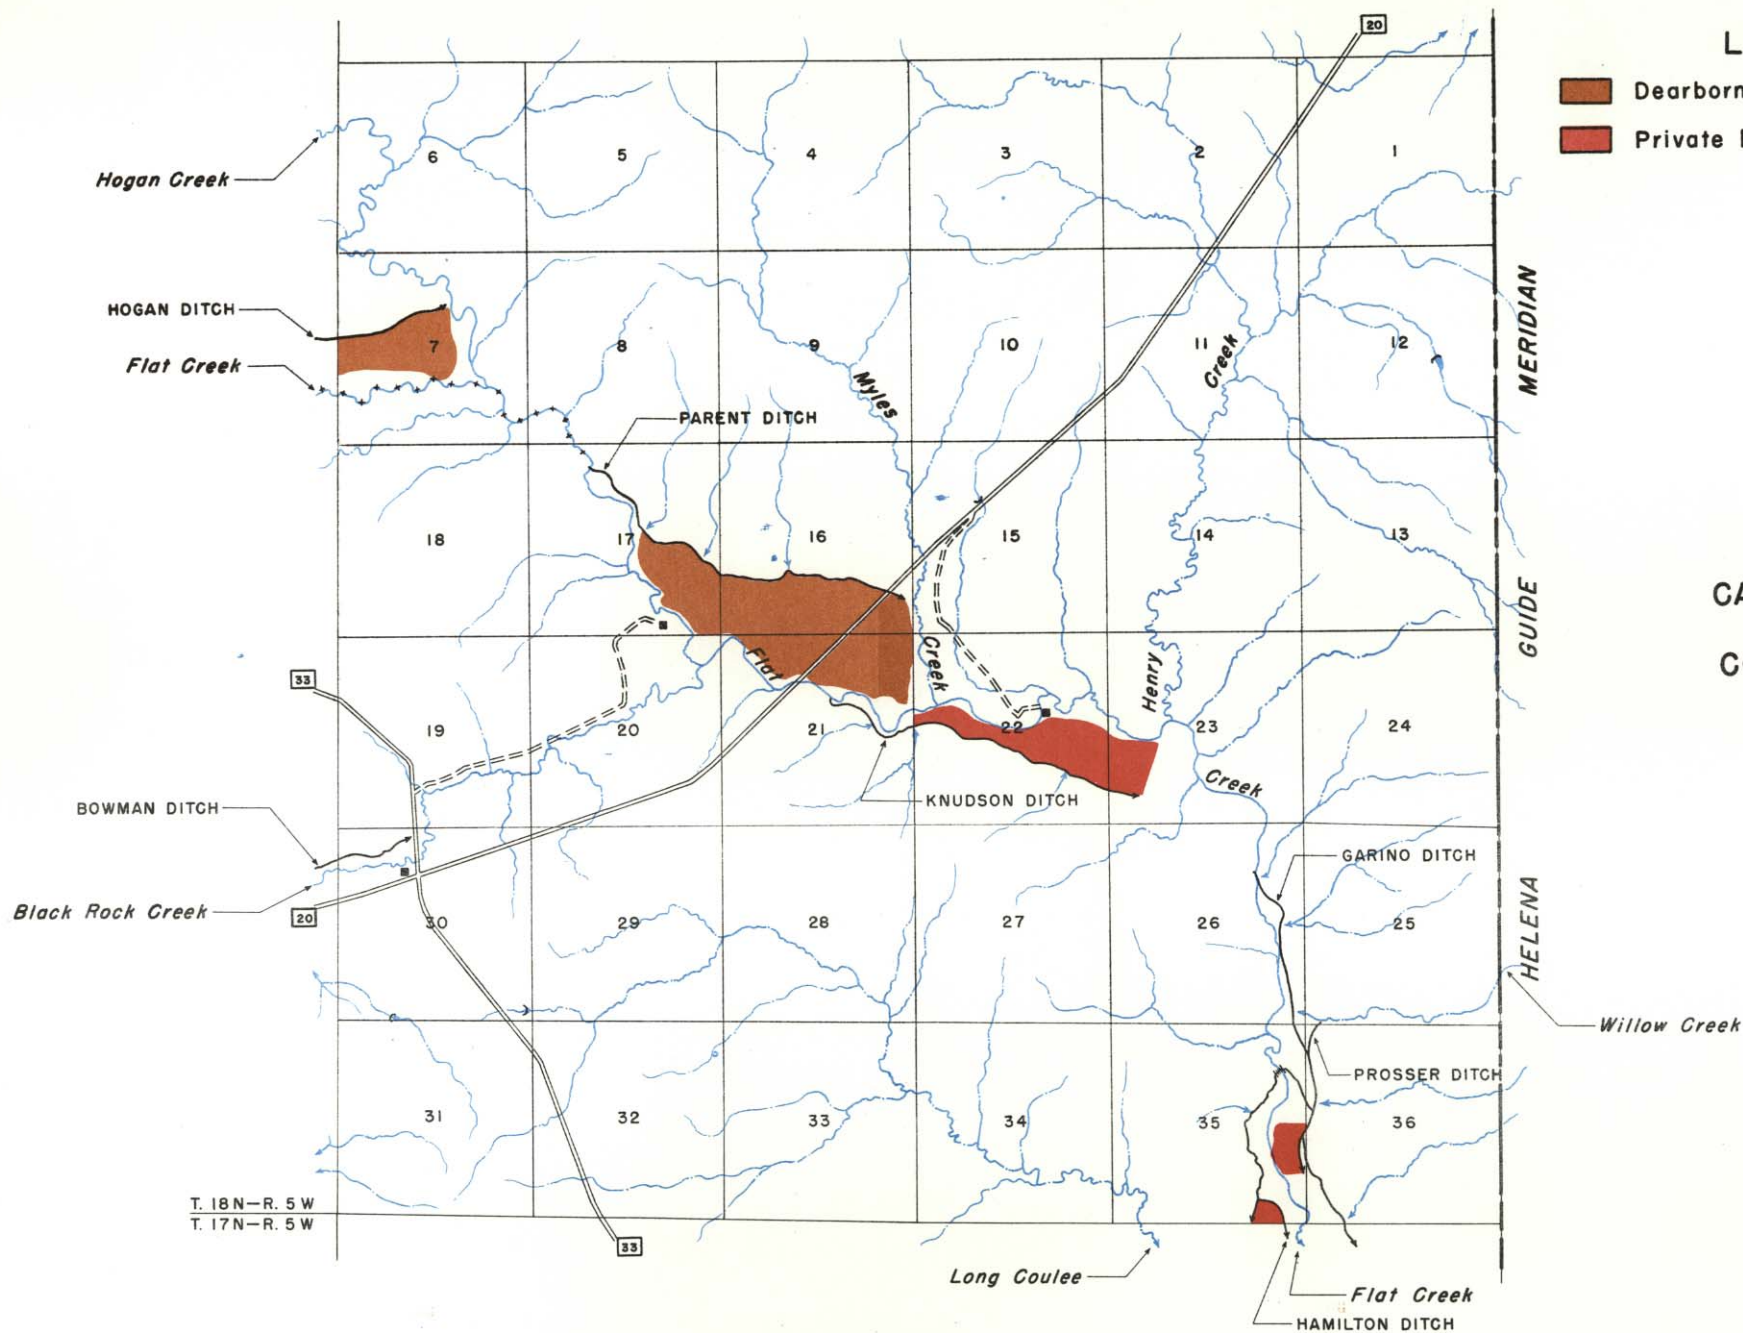 20
L
Dearborn
Private
6
5
4
3
2
1
Hogan Creek
HOGAN DITCH
Flat Creek
7
8
9
10
11
12
Myles
Creek
Creek
Henry
MERIDIAN
GUIDE
HELENA
PARENT DITCH
18
17
16
15
14
13
CA
C
33
Flat
19
20
21
22
23
24
Creek
BOWMAN DITCH
KNUDSON DITCH
GARINO DITCH
Black Rock Creek
20
30
29
28
27
26
25
Willow Creek
PROSSER DITCH
31
32
33
34
35
36
T. 18N–R. 5W
T. 17N–R. 5W
33
Long Coulee
Flat Creek
HAMILTON DITCH